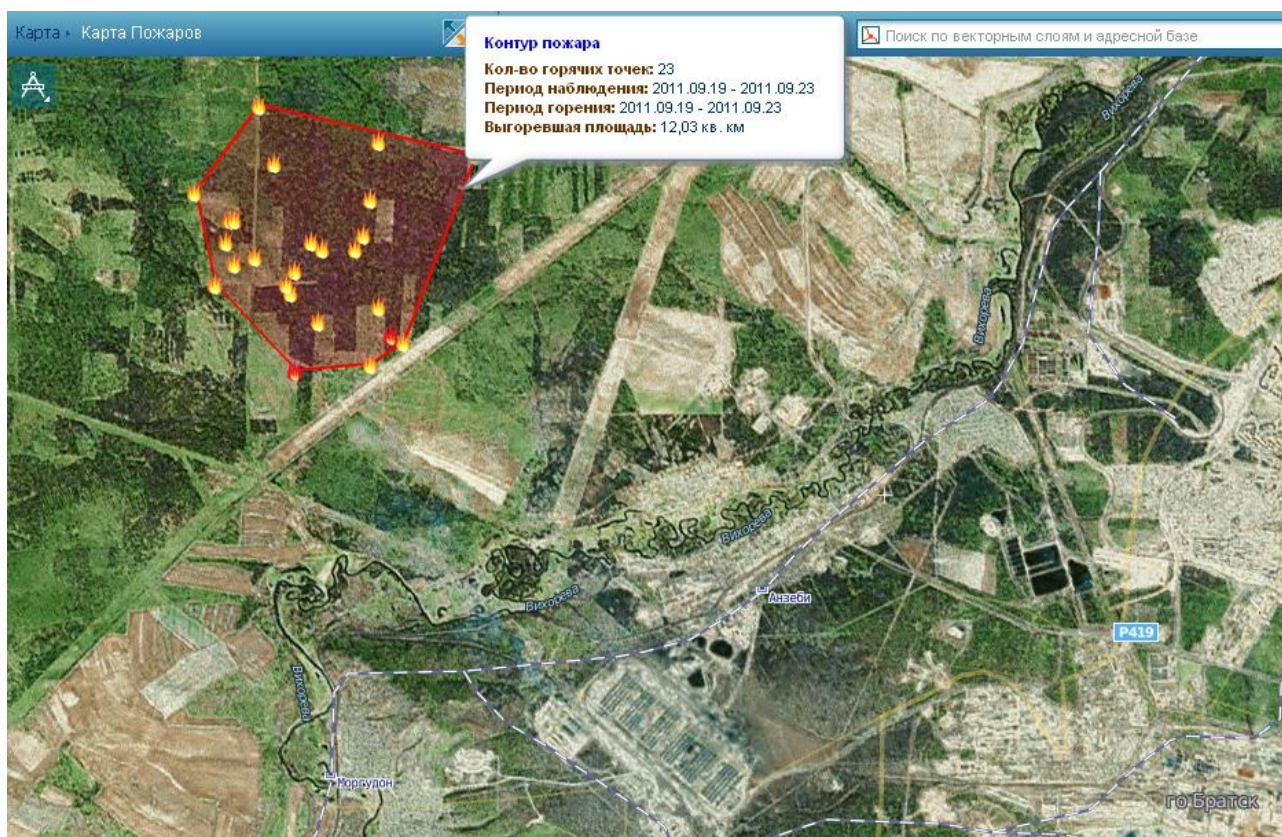 Карта › Карта Пожаров
Контур пожара
Кол-во горячих точек: 23
Период наблюдения: 2011.09.19 - 2011.09.23
Период горения: 2011.09.19 - 2011.09.23
Выгоревшая площадь: 12,03 кв. км
Поиск по векторным слоям и адресной базе.
Вихорева
Вихорева
Вихорева
Вихорева
Анзеби
Р419
Вихорева
Моргудон
го Братск